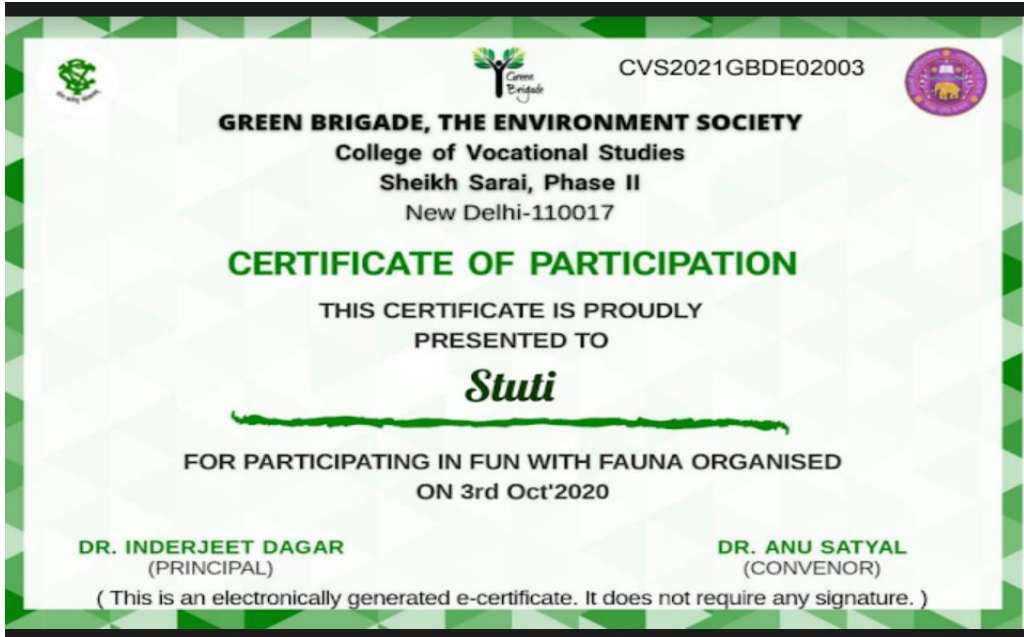 CVS2021GBDE02003
Green
Brigade
GREEN BRIGADE, THE ENVIRONMENT SOCIETY
College of Vocational Studies
Sheikh Sarai, Phase II
New Delhi-110017
CERTIFICATE OF PARTICIPATION
THIS CERTIFICATE IS PROUDLY
PRESENTED TO
Stuti
FOR PARTICIPATING IN FUN WITH FAUNA ORGANISED
ON 3rd Oct'2020
DR. INDERJEET DAGAR
(PRINCIPAL)
DR. ANU SATYAL
(CONVENOR)
( This is an electronically generated e-certificate. It does not require any signature. )